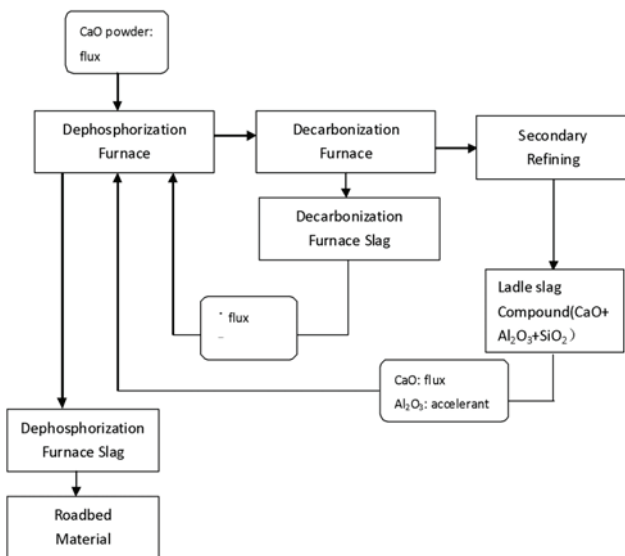 CaO powder:
flux
Dephosphorization
Furnace
Decarbonization
Furnace
Secondary
Refining
Decarbonization
Furnace Slag
Ladle slag
Compound(CaO+
Al₂O₃+SiO₂）
flux
CaO: flux
Al₂O₃: accelerant
Dephosphorization
Furnace Slag
Roadbed
Material